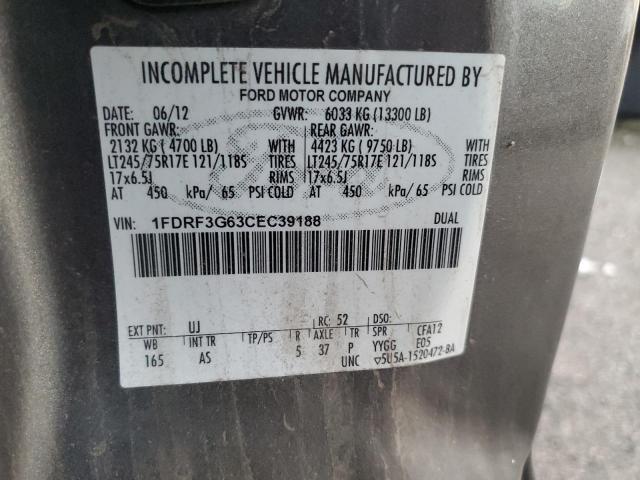 INCOMPLETE VEHICLE MANUFACTURED BY
FORD MOTOR COMPANY
DATE: 06/12 GVWR: 6033 KG (13300 LB)
FRONT GAWR: REAR GAWR:
2132 KG ( 4700 LB) WITH 4423 KG ( 9750 LB) WITH
LT245/75R17E 121/118S TIRES LT245/75R17E 121/118S TIRES
17x6.5J RIMS 17x6.5J RIMS
AT 450 kPa/ 65 PSI COLD AT 450 kPa/ 65 PSI COLD
VIN: 1FDRF3G63CEC39188 DUAL
EXT PNT: UJ RC: 52 DSO:
WB INT TR TP/PS R AXLE TR SPR CFA12
165 AS 5 37 P YYGG E05
UNC ▽5U5A-1520472-BA